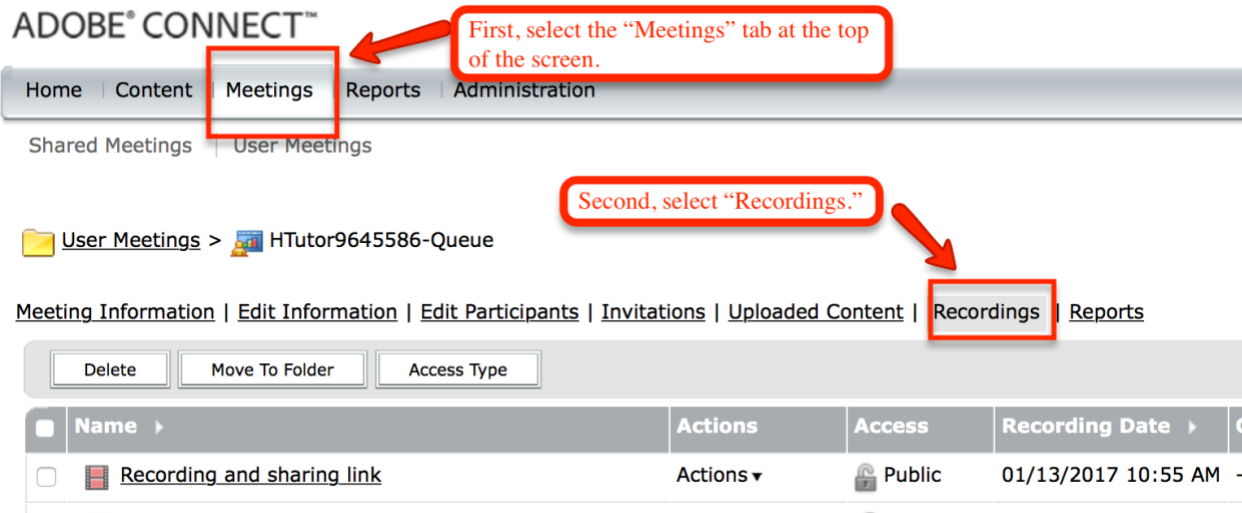 ADOBE® CONNECT™
First, select the “Meetings” tab at the top
of the screen.
Home | Content | Meetings | Reports | Administration
Shared Meetings | User Meetings
Second, select “Recordings.”
User Meetings > HTutor9645586-Queue
Meeting Information | Edit Information | Edit Participants | Invitations | Uploaded Content | Recordings | Reports
Delete Move To Folder Access Type
Name Actions Access Recording Date
Recording and sharing link Actions Public 01/13/2017 10:55 AM -